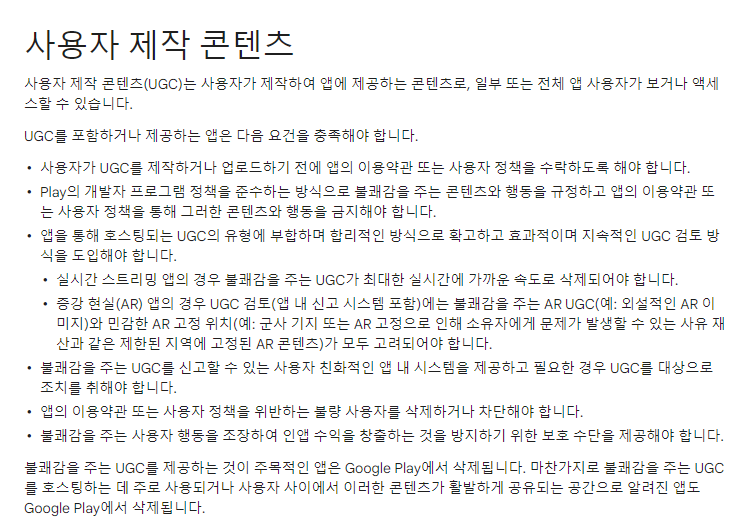 사용자 제작 콘텐츠
사용자 제작 콘텐츠(UGC)는 사용자가 제작하여 앱에 제공하는 콘텐츠로, 일부 또는 전체 앱 사용자가 보거나 액세
스할 수 있습니다.
UGC를 포함하거나 제공하는 앱은 다음 요건을 충족해야 합니다.
• 사용자가 UGC를 제작하거나 업로드하기 전에 앱의 이용약관 또는 사용자 정책을 수락하도록 해야 합니다.
• Play의 개발자 프로그램 정책을 준수하는 방식으로 불쾌감을 주는 콘텐츠와 행동을 규정하고 앱의 이용약관 또
는 사용자 정책을 통해 그러한 콘텐츠와 행동을 금지해야 합니다.
• 앱을 통해 호스팅되는 UGC의 유형에 부합하며 합리적인 방식으로 확고하고 효과적이며 지속적인 UGC 검토 방
식을 도입해야 합니다.
• 실시간 스트리밍 앱의 경우 불쾌감을 주는 UGC가 최대한 실시간에 가까운 속도로 삭제되어야 합니다.
• 증강 현실(AR) 앱의 경우 UGC 검토(앱 내 신고 시스템 포함)에는 불쾌감을 주는 AR UGC(예: 외설적인 AR 이
미지)와 민감한 AR 고정 위치(예: 군사 기지 또는 AR 고정으로 인해 소유자에게 문제가 발생할 수 있는 사유 재
산과 같은 제한된 지역에 고정된 AR 콘텐츠)가 모두 고려되어야 합니다.
• 불쾌감을 주는 UGC를 신고할 수 있는 사용자 친화적인 앱 내 시스템을 제공하고 필요한 경우 UGC를 대상으로
조치를 취해야 합니다.
• 앱의 이용약관 또는 사용자 정책을 위반하는 불량 사용자를 삭제하거나 차단해야 합니다.
• 불쾌감을 주는 사용자 행동을 조장하여 인앱 수익을 창출하는 것을 방지하기 위한 보호 수단을 제공해야 합니다.
불쾌감을 주는 UGC를 제공하는 것이 주목적인 앱은 Google Play에서 삭제됩니다. 마찬가지로 불쾌감을 주는 UGC
를 호스팅하는 데 주로 사용되거나 사용자 사이에서 이러한 콘텐츠가 활발하게 공유되는 공간으로 알려진 앱도
Google Play에서 삭제됩니다.